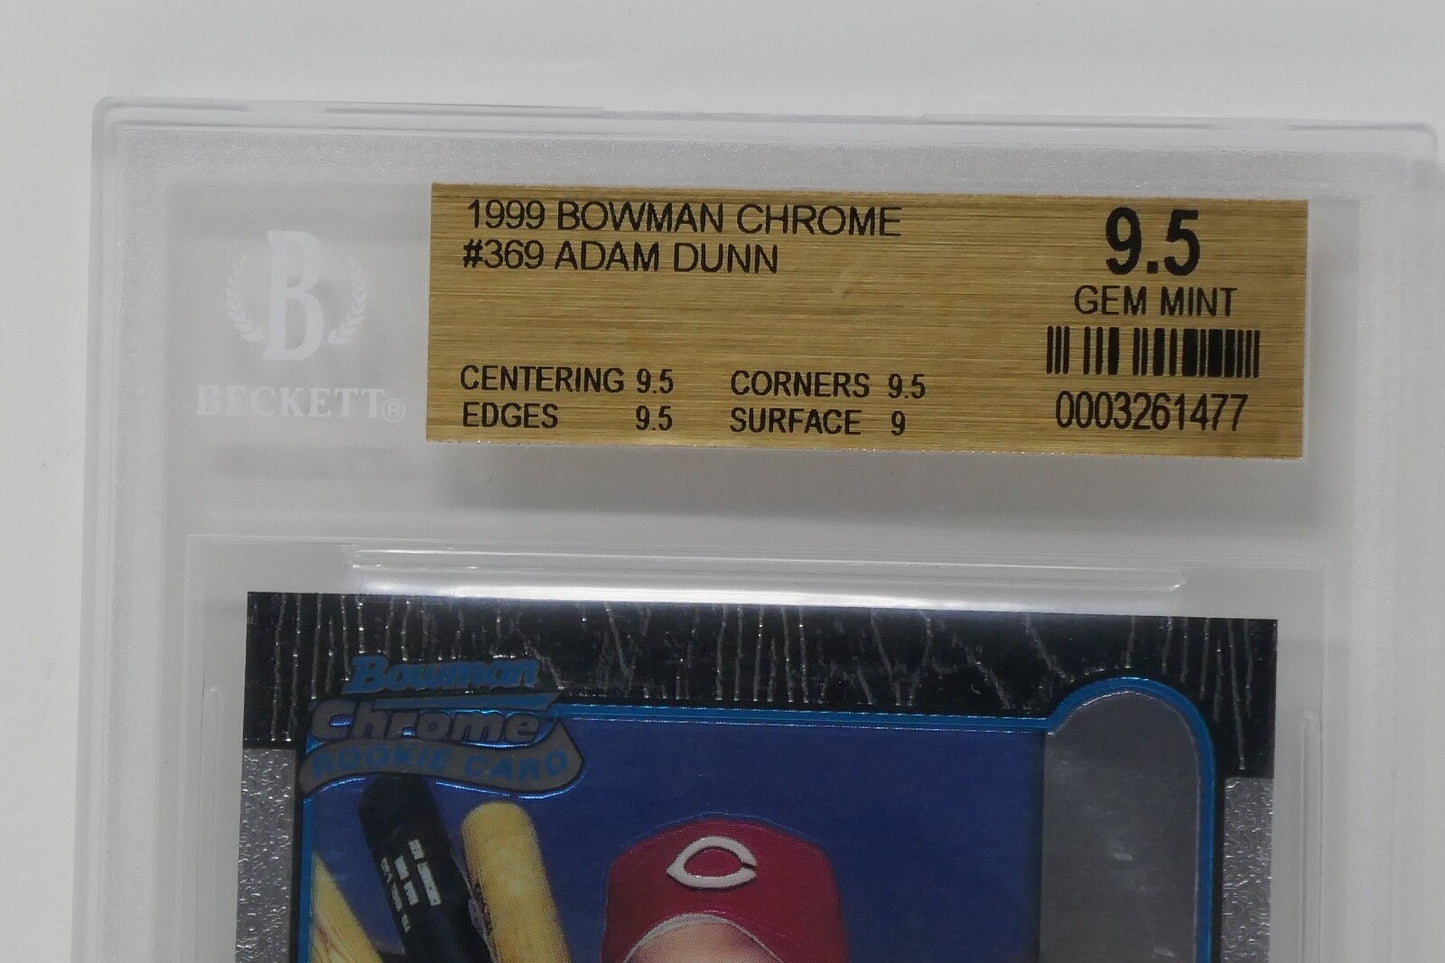 1999 BOWMAN CHROME
#369 ADAM DUNN
9.5
GEM MINT
CENTERING 9.5 CORNERS 9.5
EDGES 9.5 SURFACE 9
0003261477
B
BECKETT®
Bowman
Chrome
ROOKIE CARD
C